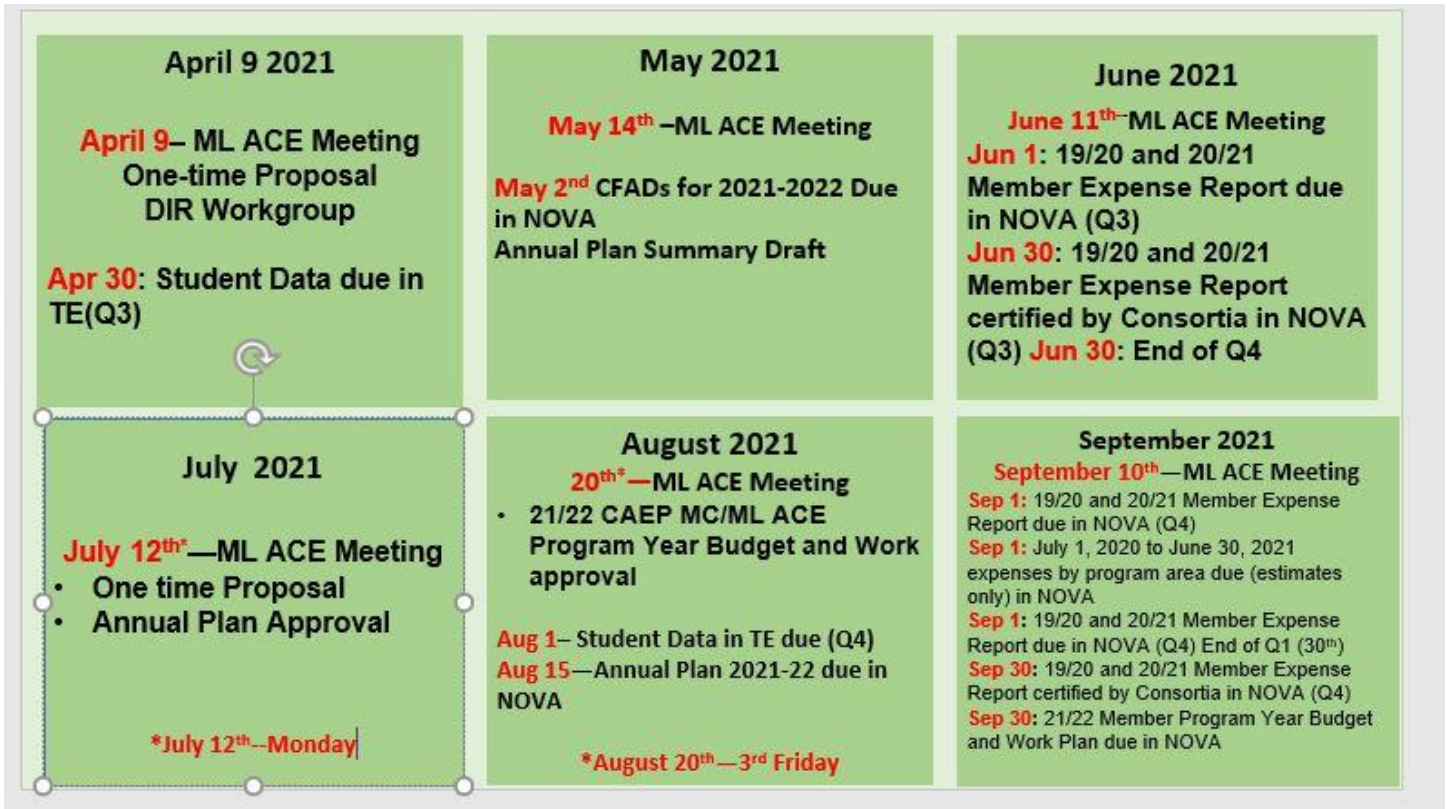 April 9 2021
April 9– ML ACE Meeting
One-time Proposal
DIR Workgroup
Apr 30: Student Data due in
TE(Q3)
May 2021
May 14th –ML ACE Meeting
May 2nd CFADs for 2021-2022 Due
in NOVA
Annual Plan Summary Draft
June 2021
June 11th–ML ACE Meeting
Jun 1: 19/20 and 20/21
Member Expense Report due
in NOVA (Q3)
Jun 30: 19/20 and 20/21
Member Expense Report
certified by Consortia in NOVA
(Q3) Jun 30: End of Q4
July 2021
July 12th*—ML ACE Meeting
• One time Proposal
• Annual Plan Approval
*July 12th--Monday
August 2021
20th*—ML ACE Meeting
• 21/22 CAEP MC/ML ACE
Program Year Budget and Work
approval
Aug 1– Student Data in TE due (Q4)
Aug 15—Annual Plan 2021-22 due in
NOVA
*August 20th—3rd Friday
September 2021
September 10th—ML ACE Meeting
Sep 1: 19/20 and 20/21 Member Expense
Report due in NOVA (Q4)
Sep 1: July 1, 2020 to June 30, 2021
expenses by program area due (estimates
only) in NOVA
Sep 1: 19/20 and 20/21 Member Expense
Report due in NOVA (Q4) End of Q1 (30th)
Sep 30: 19/20 and 20/21 Member Expense
Report certified by Consortia in NOVA (Q4)
Sep 30: 21/22 Member Program Year Budget
and Work Plan due in NOVA